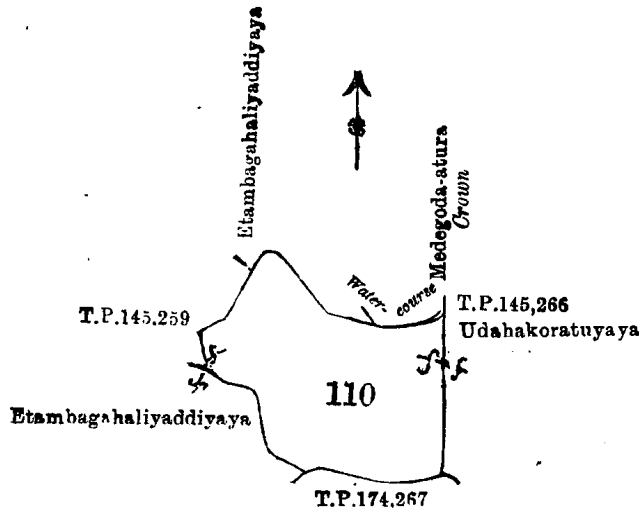 Etambagahaliyaddiyaya
Medegoda-atura
Crown
Water-course
T.P.145,259
T.P.145,266
Udahakoratuyaya
110
Etambagahaliyaddiyaya
T.P.174,267